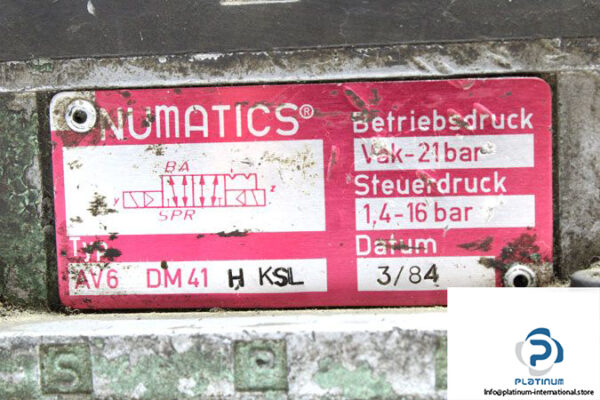 NUMATICS®
BA
y
z
SPR
Typ
AV6 DM41 H KSL
Betriebsdruck
Vak-21bar
Steuerdruck
1,4-16 bar
Datum
3/84
S
P
PLATINUM
Info@platinum-international.store